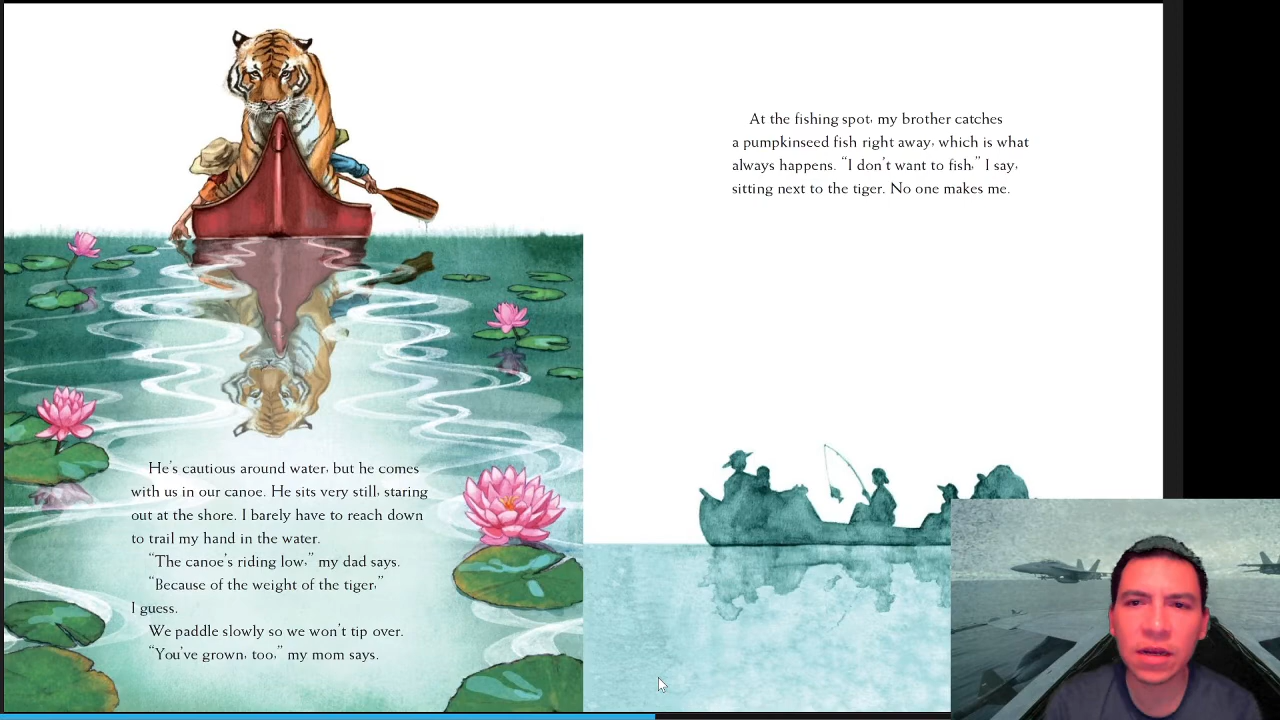 He's cautious around water, but he comes
with us in our canoe. He sits very still, staring
out at the shore. I barely have to reach down
to trail my hand in the water.
"The canoe's riding low," my dad says.
"Because of the weight of the tiger,"
I guess.
We paddle slowly so we won't tip over.
"You've grown, too," my mom says.
At the fishing spot, my brother catches
a pumpkinseed fish right away, which is what
always happens. "I don't want to fish," I say,
sitting next to the tiger. No one makes me.